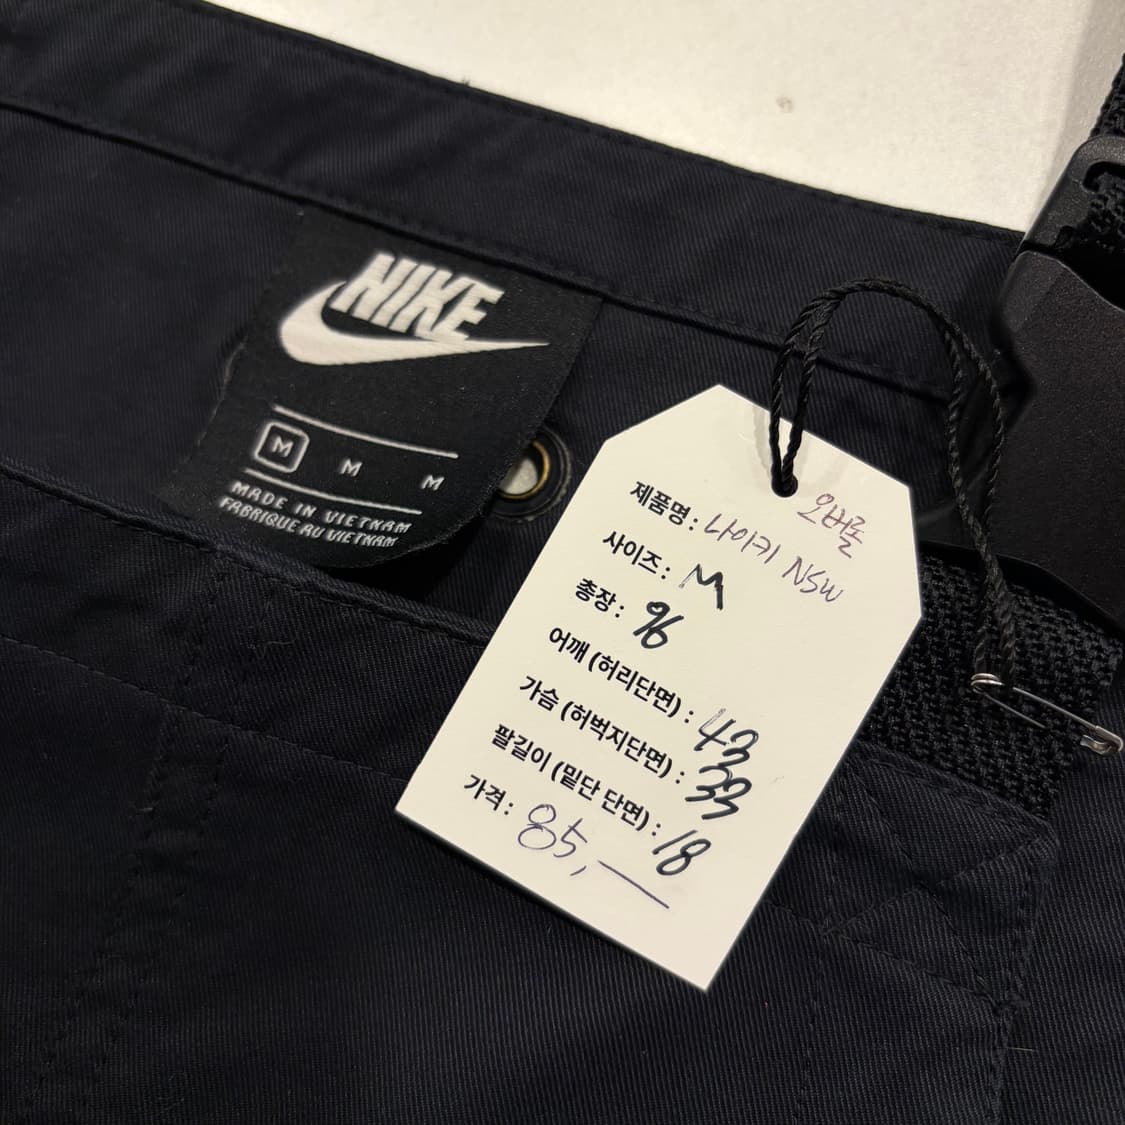 NIKE
M M M
MADE IN VIETNAM
FABRIQUÉ AU VIETNAM
오버롤
제품명: 나이키 NSW
사이즈: M
총장: 96
어깨 (허리단면): 43
가슴 (허벅지단면): 33
팔길이 (밑단 단면): 18
가격: 85,—